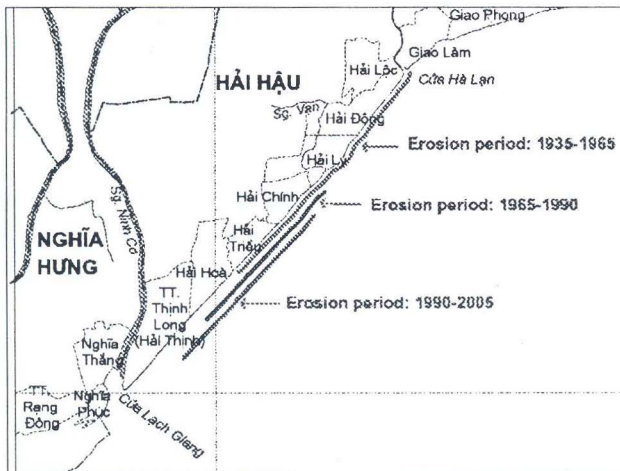 Giao Phong
Giao Lâm
Hải Lộc
Cửa Hà Lạn
HẢI HẬU
Sg. Vạn
Hải Đông
Erosion period: 1935-1965
Hải Lý
Sg. Ninh Cơ
Hải Chính
Erosion period: 1965-1990
NGHĨA
HƯNG
Hải
Triều
Hải Hoà
TT.
Thịnh
Long
(Hải Thịnh)
Erosion period: 1990-2005
Nghĩa
Thắng
TT.
Rạng
Đông
Nghĩa
Phúc
Cửa Lạch Giang